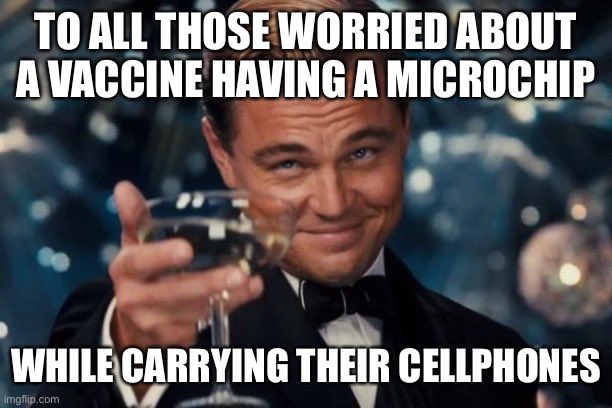 TO ALL THOSE WORRIED ABOUT
A VACCINE HAVING A MICROCHIP
WHILE CARRYING THEIR CELLPHONES
imgflip.com